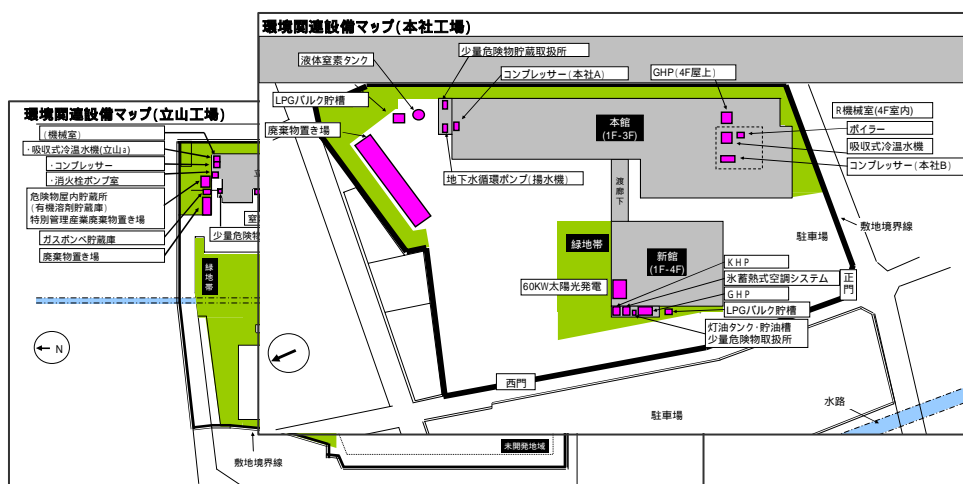 環境関連設備マップ(本社工場)
少量危険物貯蔵取扱所
液体窒素タンク
コンプレッサー(本社A)
GHP(4F屋上)
LPGバルク貯槽
R機械室(4F室内)
廃棄物置き場
本館
(1F-3F)
ボイラー
吸収式冷温水機
コンプレッサー(本社B)
地下水循環ポンプ(揚水機)
渡廊下
敷地境界線
駐車場
緑地帯
新館
(1F-4F)
KHP
正門
氷蓄熱式空調システム
60KW太陽光発電
GHP
LPGバルク貯槽
灯油タンク・貯油槽
少量危険物取扱所
西門
水路
駐車場
環境関連設備マップ(立山工場)
(機械室)
・吸収式冷温水機(立山a)
・コンプレッサー
・消火栓ポンプ室
危険物屋内貯蔵所
(有機溶剤貯蔵庫)
特別管理産業廃棄物置き場
ガスボンベ貯蔵庫
少量危険物
廃棄物置き場
緑地帯
N
未開発地域
敷地境界線